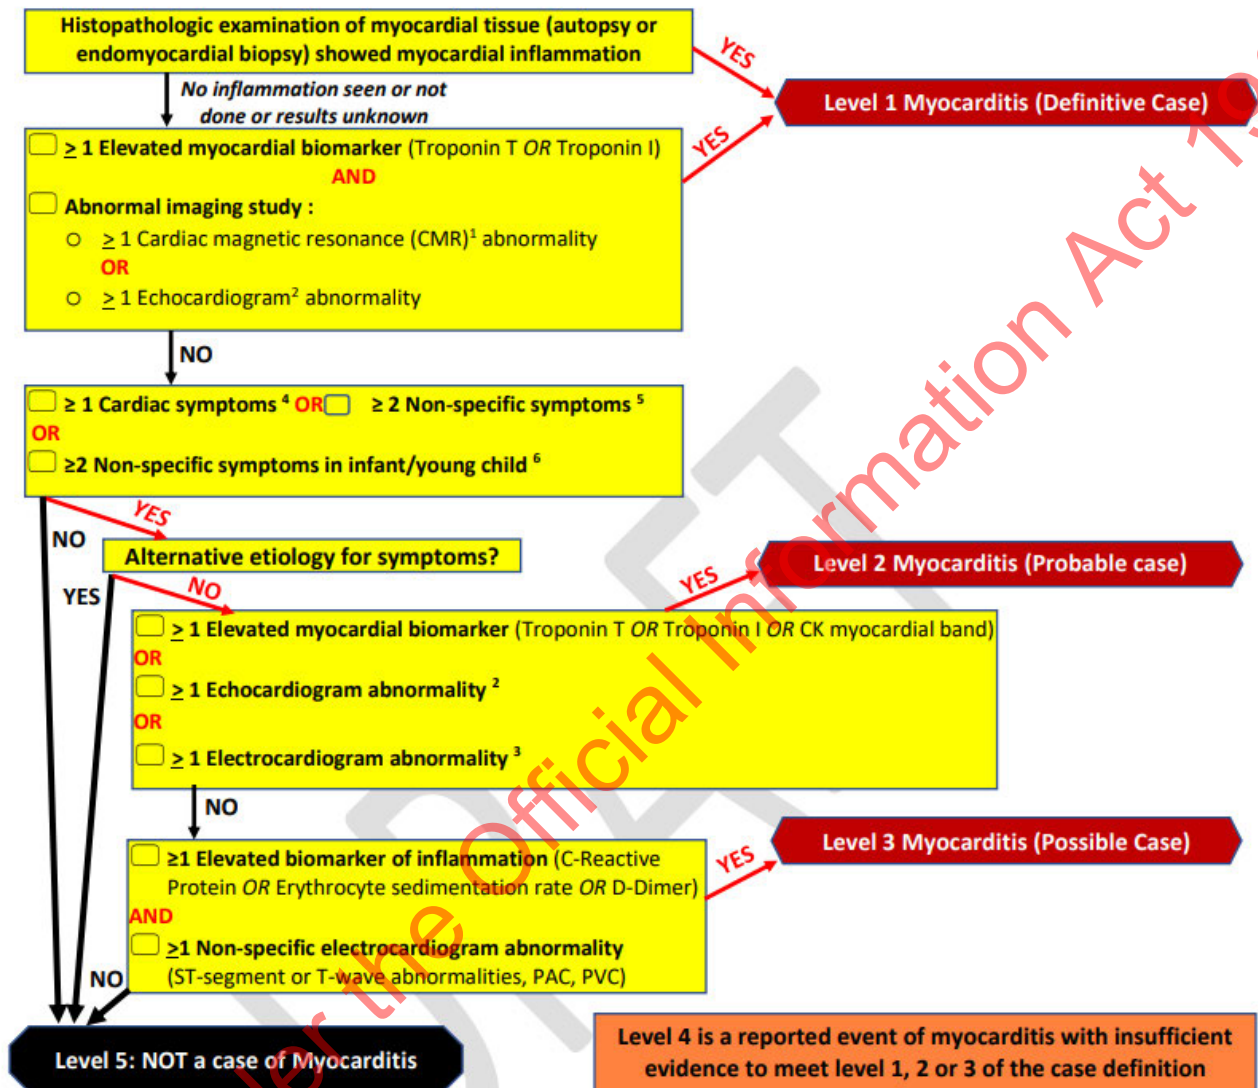 Histopathologic examination of myocardial tissue (autopsy or
endomyocardial biopsy) showed myocardial inflammation
YES
Level 1 Myocarditis (Definitive Case)
No inflammation seen or not
done or results unknown
≥ 1 Elevated myocardial biomarker (Troponin T OR Troponin I)
YES
AND
Abnormal imaging study :
≥ 1 Cardiac magnetic resonance (CMR)1 abnormality
OR
≥ 1 Echocardiogram2 abnormality
NO
≥ 1 Cardiac symptoms 4 OR ≥ 2 Non-specific symptoms 5
OR
≥2 Non-specific symptoms in infant/young child 6
YES
NO
Alternative etiology for symptoms?
YES
NO
YES
Level 2 Myocarditis (Probable case)
≥ 1 Elevated myocardial biomarker (Troponin T OR Troponin I OR CK myocardial band)
OR
≥ 1 Echocardiogram abnormality 2
OR
≥ 1 Electrocardiogram abnormality 3
NO
≥1 Elevated biomarker of inflammation (C-Reactive
Protein OR Erythrocyte sedimentation rate OR D-Dimer)
YES
Level 3 Myocarditis (Possible Case)
AND
≥1 Non-specific electrocardiogram abnormality
(ST-segment or T-wave abnormalities, PAC, PVC)
NO
Level 5: NOT a case of Myocarditis
Level 4 is a reported event of myocarditis with insufficient
evidence to meet level 1, 2 or 3 of the case definition
the Official Information Act
DRAFT